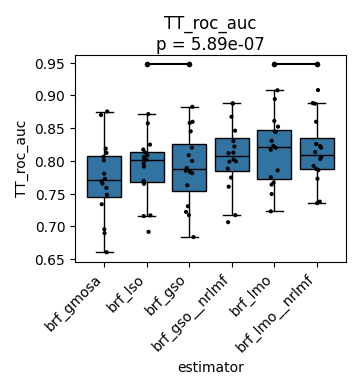 TT_roc_auc
p = 5.89e-07
TT_roc_auc
0.95
0.90
0.85
0.80
0.75
0.70
0.65
brf_gmosa
brf_lso
brf_gso
brf_gso__nrlmf
brf_lmo
brf_lmo__nrlmf
estimator